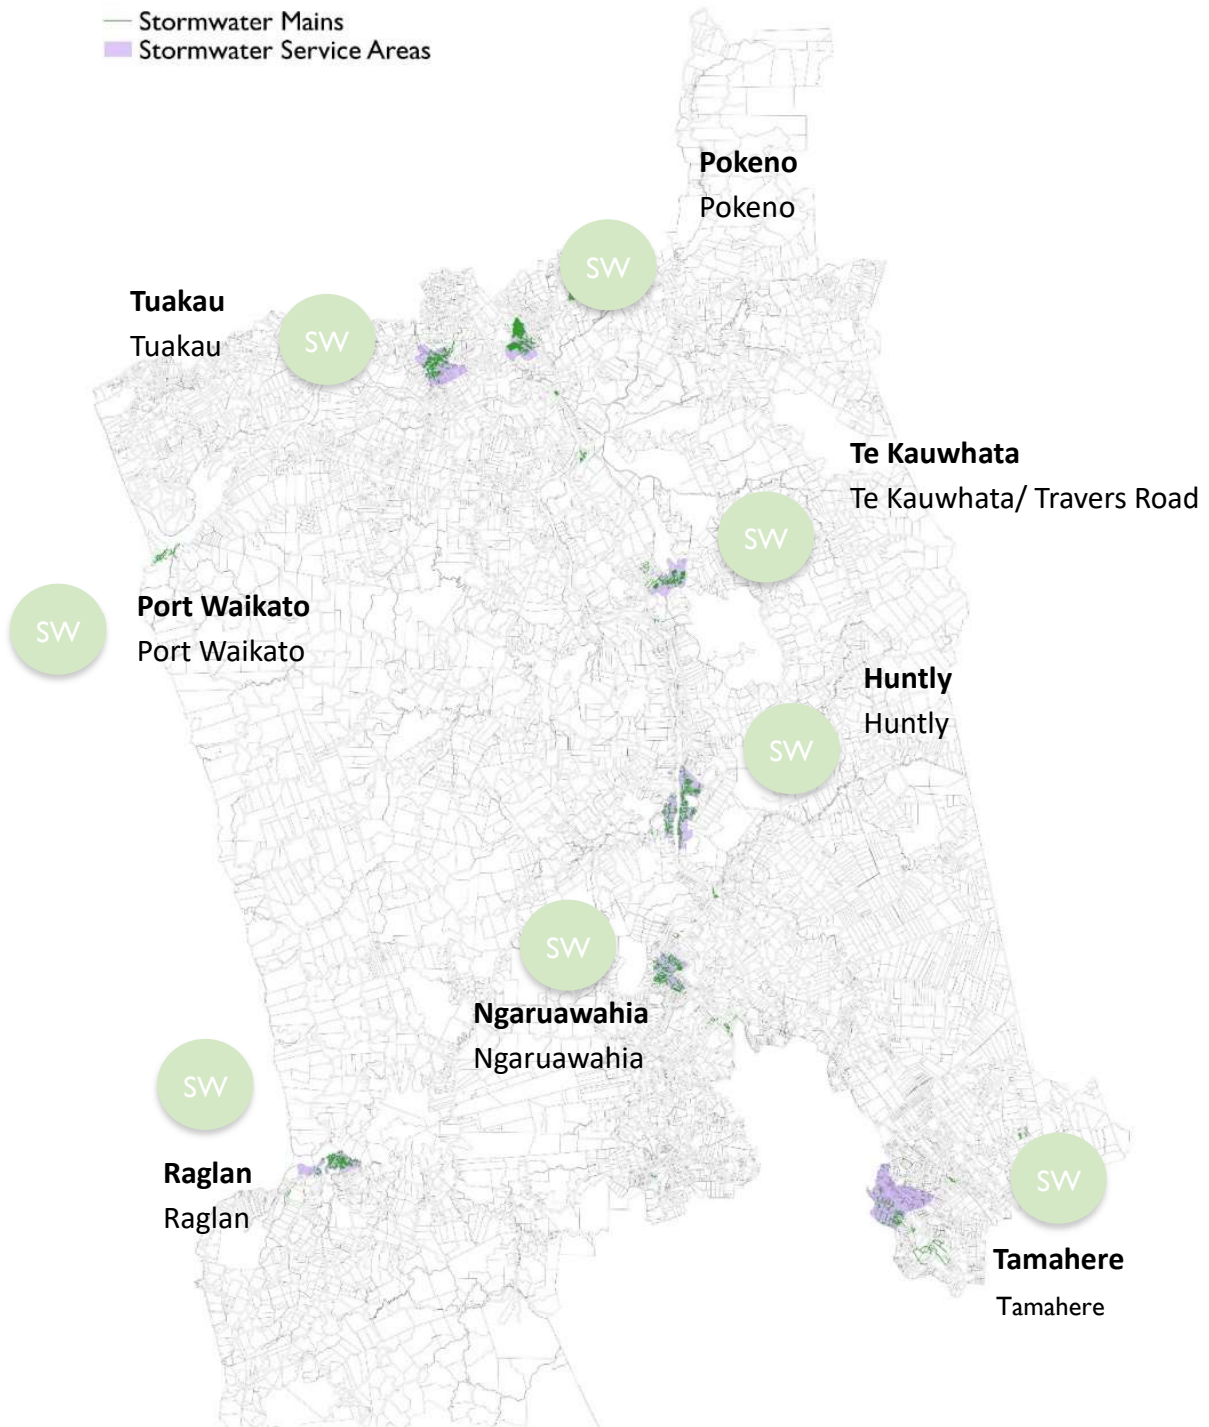 Stormwater Mains
Stormwater Service Areas
Pokeno
Pokeno
SW
Tuakau
Tuakau
SW
Te Kauwhata
Te Kauwhata/ Travers Road
SW
Port Waikato
Port Waikato
SW
Huntly
Huntly
SW
SW
Ngaruawahia
Ngaruawahia
SW
Raglan
Raglan
SW
Tamahere
Tamahere